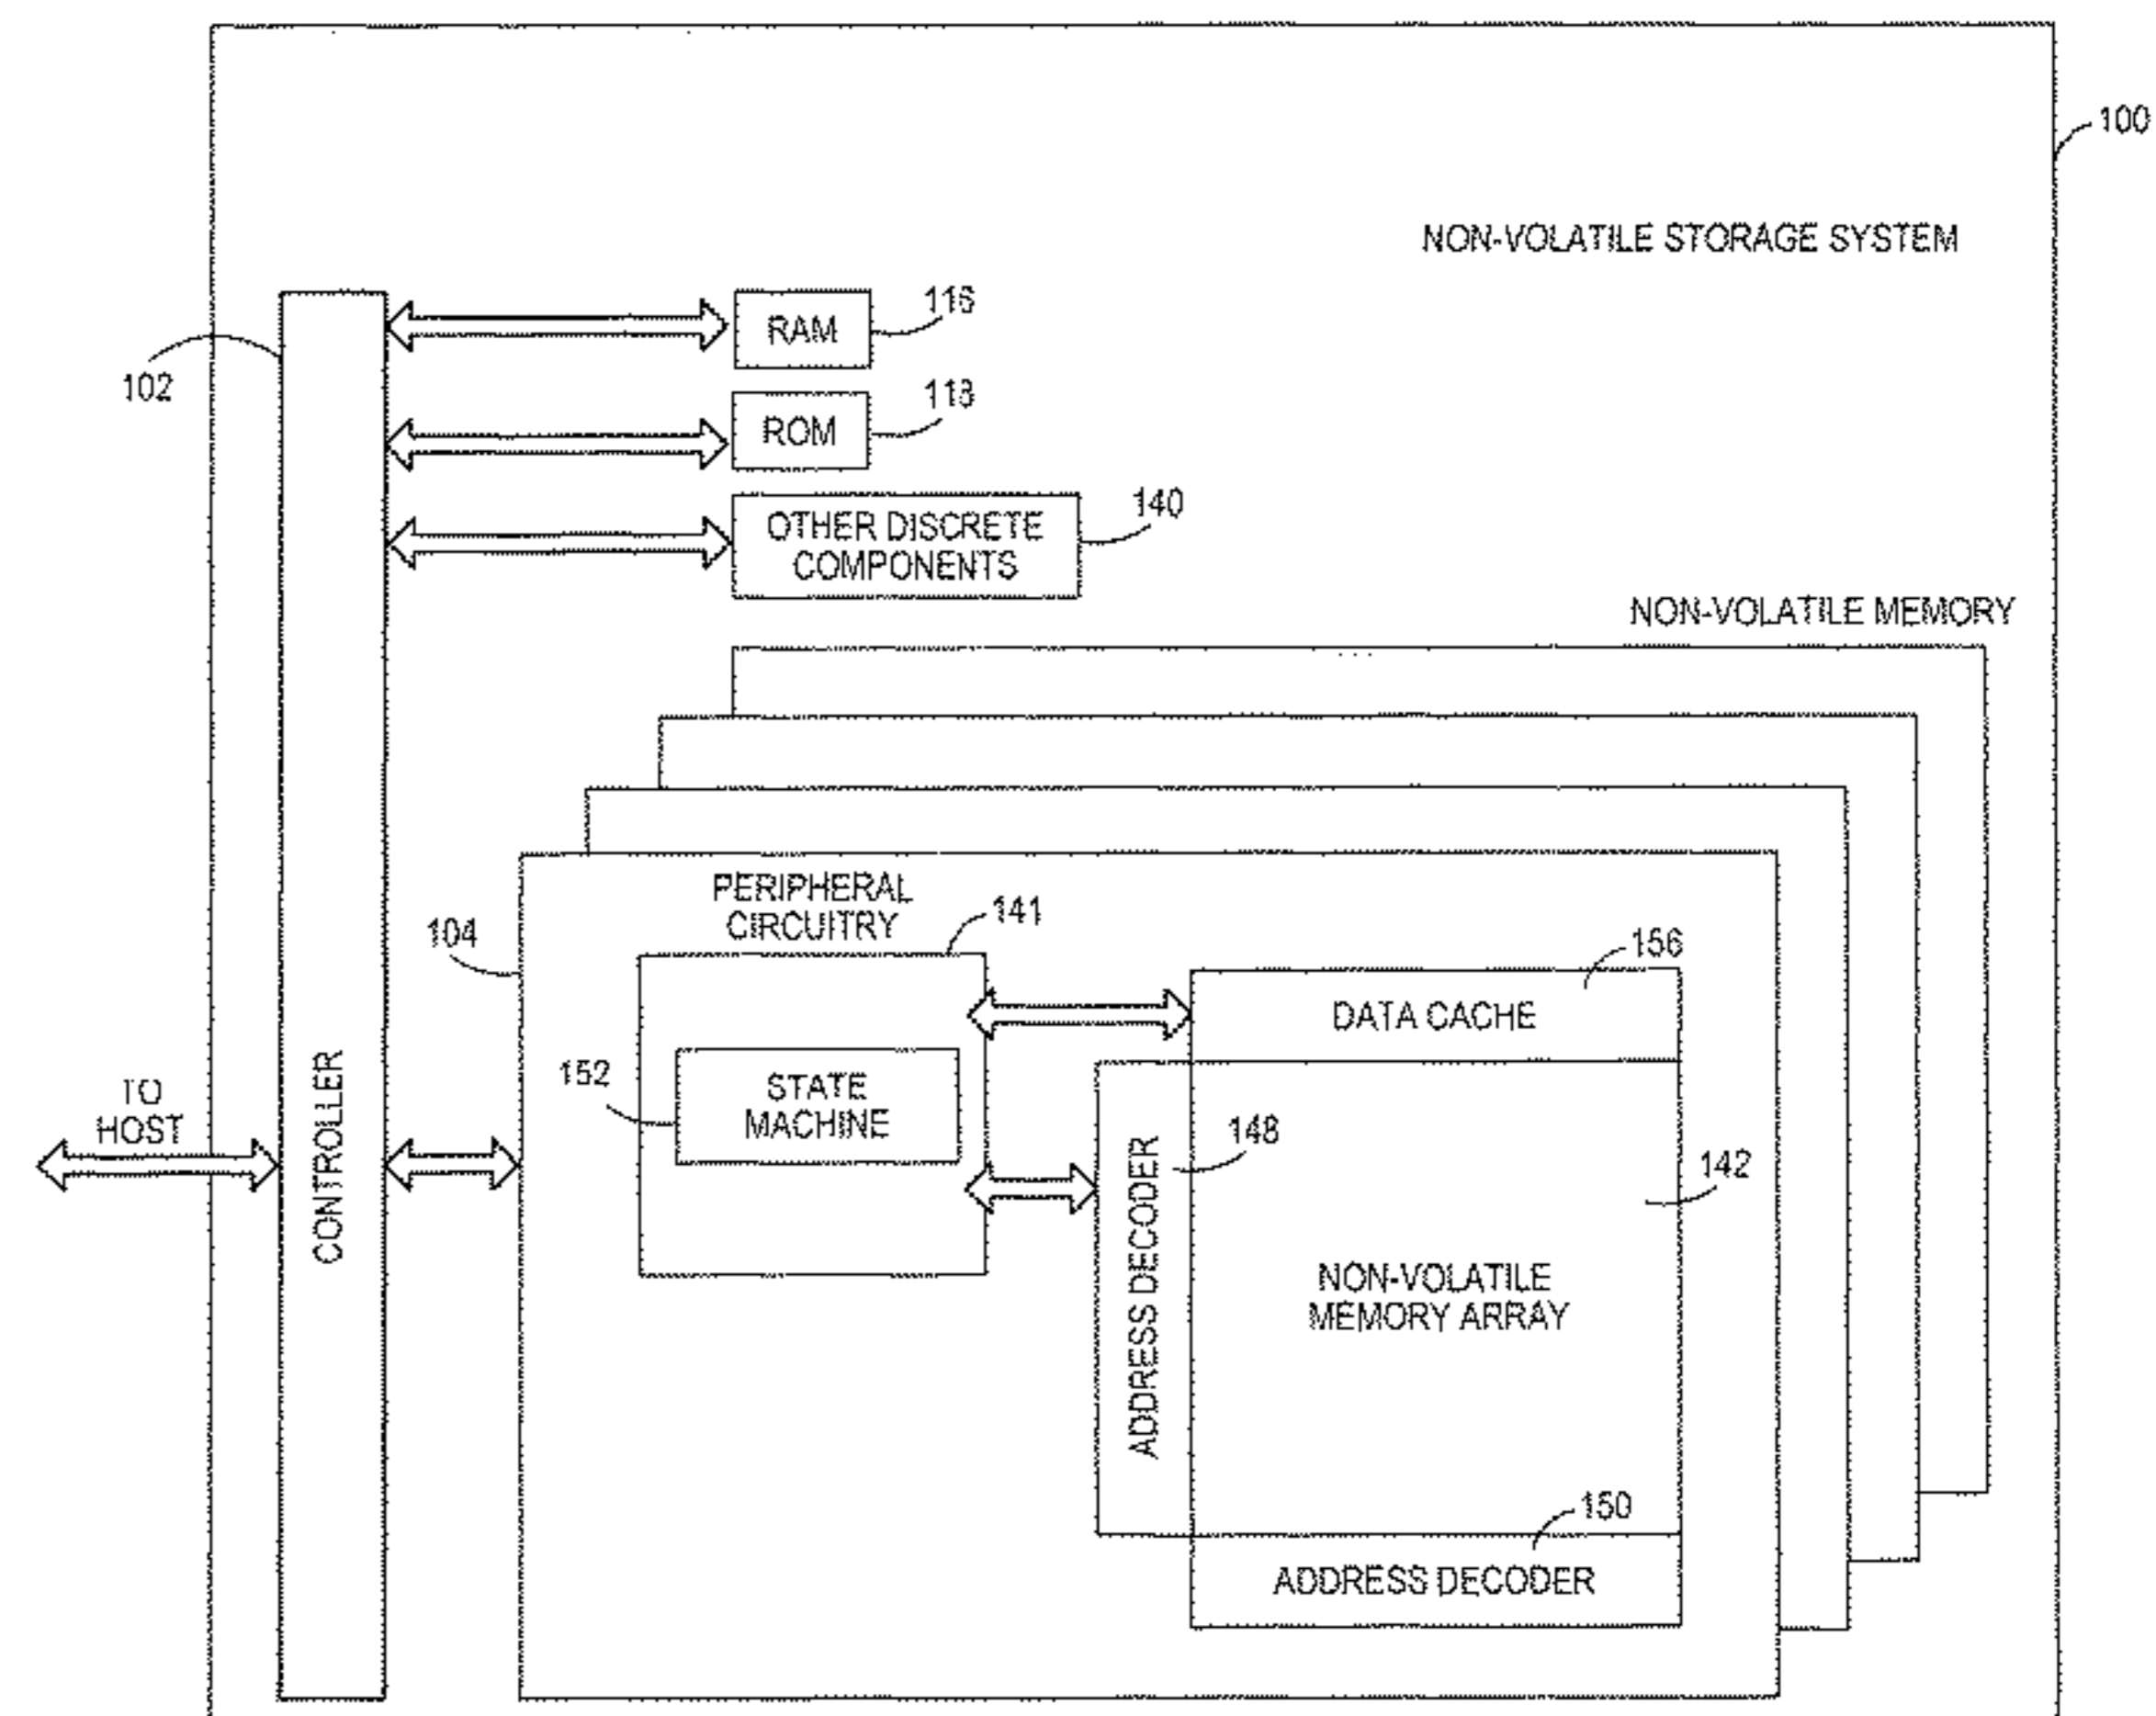 100
NON-VOLATILE STORAGE SYSTEM
116
RAM
102
118
ROM
140
OTHER DISCRETE
COMPONENTS
NON-VOLATILE MEMORY
PERIPHERAL
CIRCUITRY
141
104
156
DATA CACHE
152
STATE
MACHINE
TO
HOST
CONTROLLER
148
ADDRESS DECODER
142
NON-VOLATILE
MEMORY ARRAY
150
ADDRESS DECODER